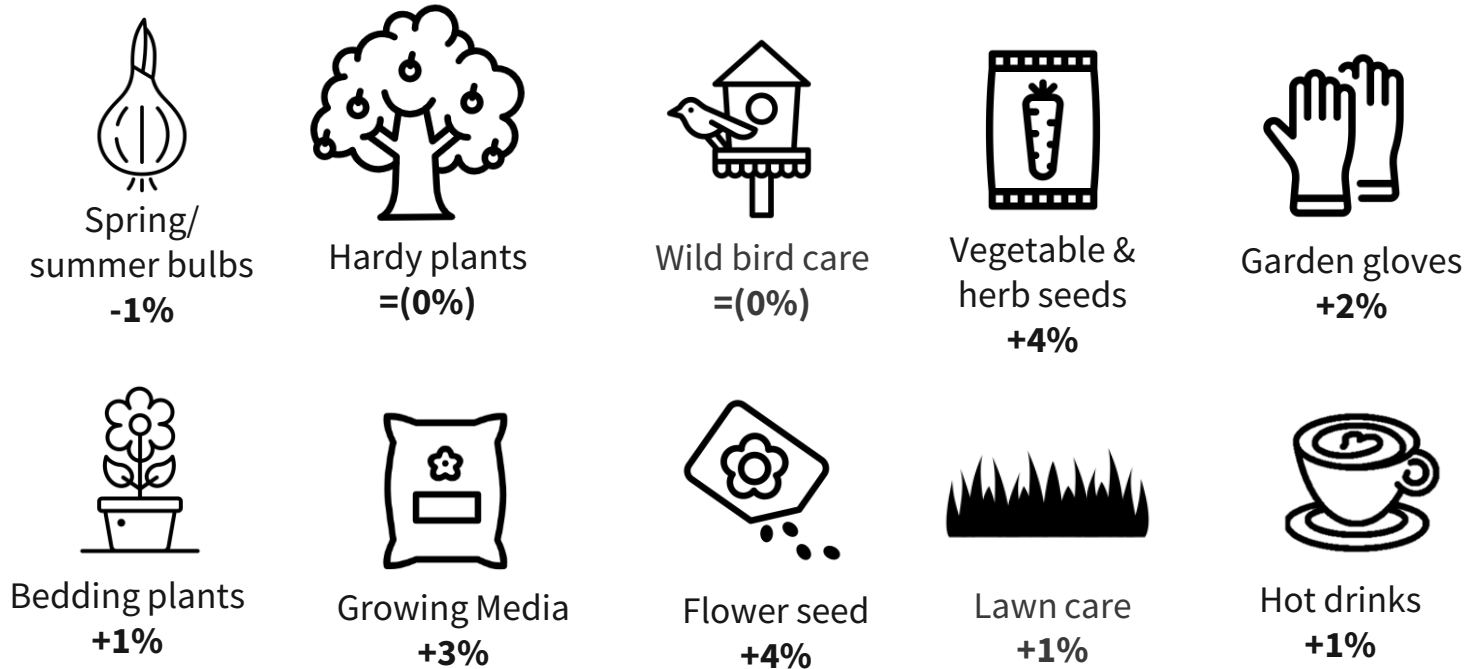 Spring/
summer bulbs
-1%
Hardy plants
=(0%)
Wild bird care
=(0%)
Vegetable &
herb seeds
+4%
Garden gloves
+2%
Bedding plants
+1%
Growing Media
+3%
Flower seed
+4%
Lawn care
+1%
Hot drinks
+1%